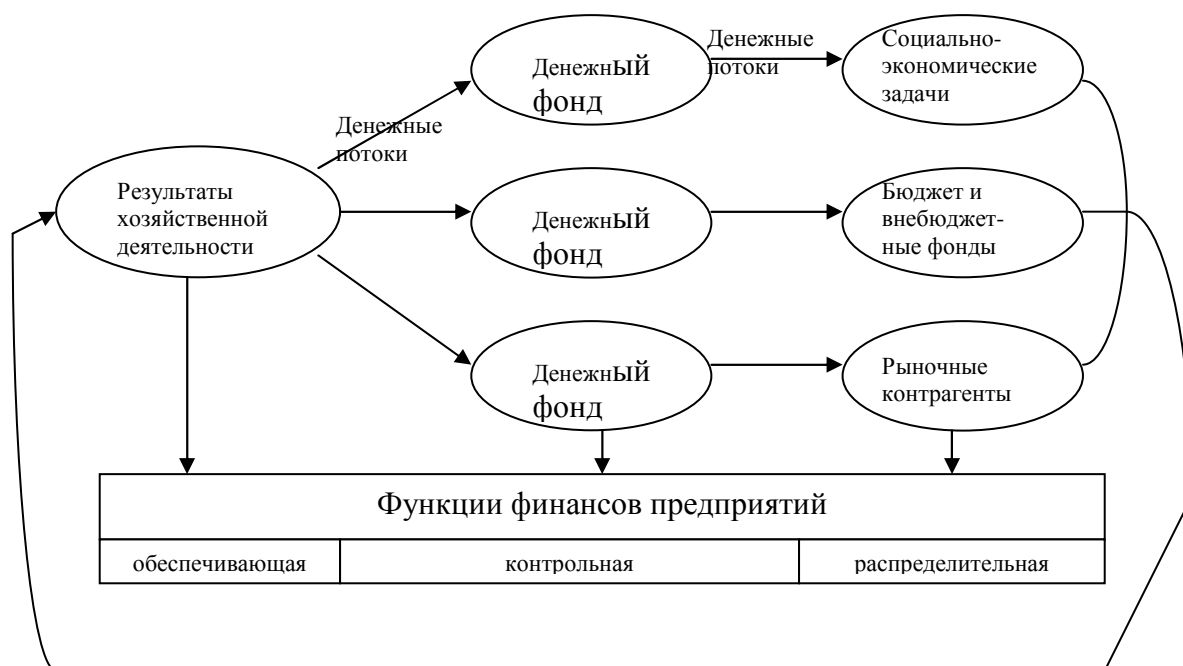 Денежный
фонд
Денежные
потоки
Социально-
экономические
задачи
Денежные
потоки
Результаты
хозяйственной
деятельности
Денежный
фонд
Бюджет и
внебюджет-
ные фонды
Денежный
фонд
Рыночные
контрагенты
Функции финансов предприятий
обеспечивающая
контрольная
распределительная